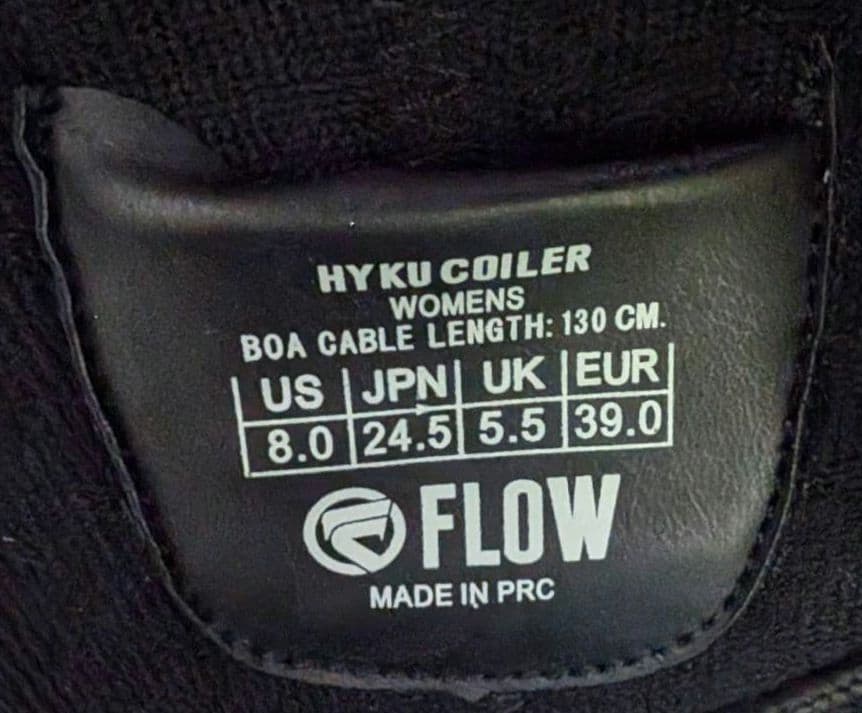 HYKU COILER
WOMENS
BOA CABLE LENGTH: 130 CM.
US JPN UK EUR
8.0 24.5 5.5 39.0
FLOW
MADE IN PRC